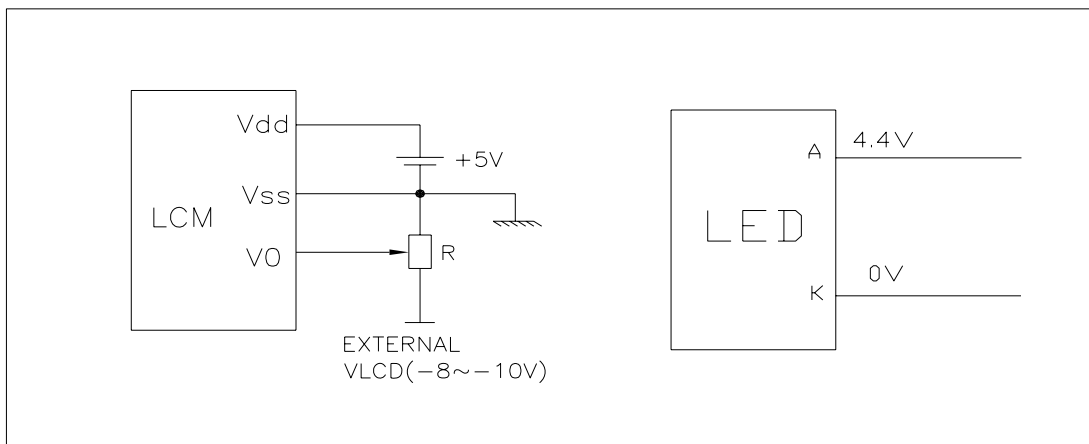 Vdd
+5V
Vss
LCM
V0
R
EXTERNAL
VLCD(-8~-10V)
A
4.4V
LED
K
0V